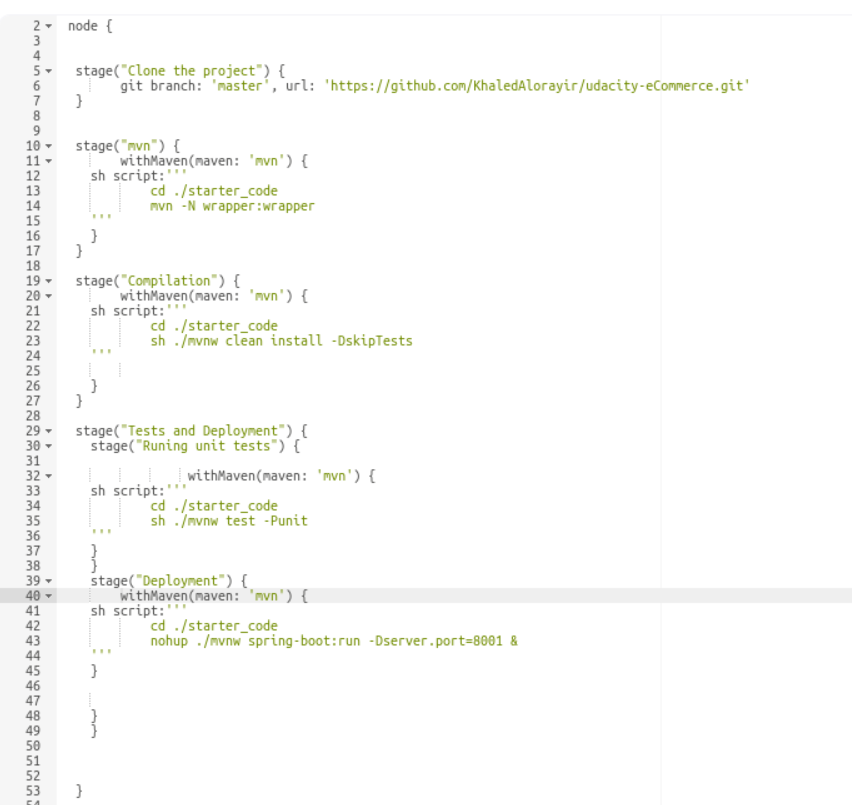 2 node {
3
4
5 stage("Clone the project") {
6 git branch: 'master', url: 'https://github.com/KhaledAlorayir/udacity-eCommerce.git'
7 }
8
9
10 stage("mvn") {
11 withMaven(maven: 'mvn') {
12 sh script:'''
13 cd ./starter_code
14 mvn -N wrapper:wrapper
15 '''
16 }
17 }
18
19 stage("Compilation") {
20 withMaven(maven: 'mvn') {
21 sh script:'''
22 cd ./starter_code
23 sh ./mvnw clean install -DskipTests
24 '''
25
26 }
27 }
28
29 stage("Tests and Deployment") {
30 stage("Runing unit tests") {
31
32 withMaven(maven: 'mvn') {
33 sh script:'''
34 cd ./starter_code
35 sh ./mvnw test -Punit
36 '''
37 }
38 }
39 stage("Deployment") {
40 withMaven(maven: 'mvn') {
41 sh script:'''
42 cd ./starter_code
43 nohup ./mvnw spring-boot:run -Dserver.port=8001 &
44 '''
45 }
46
47
48 }
49 }
50
51
52
53 }